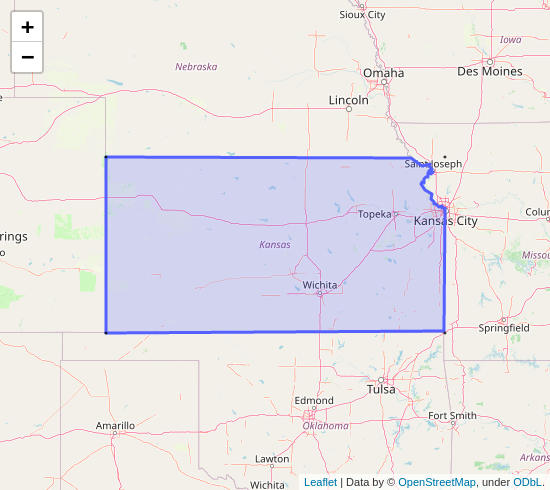 Sioux City
+
−
Iowa
Nebraska
Omaha
Des Moines
Lincoln
Saint Joseph
Topeka
Kansas City
Colu
rings
Kansas
o
Missou
Wichita
Springfield
Tulsa
Edmond
Fort Smith
Amarillo
Oklahoma
Lawton
Arkans
Wichita
Leaflet | Data by © OpenStreetMap, under ODbL.